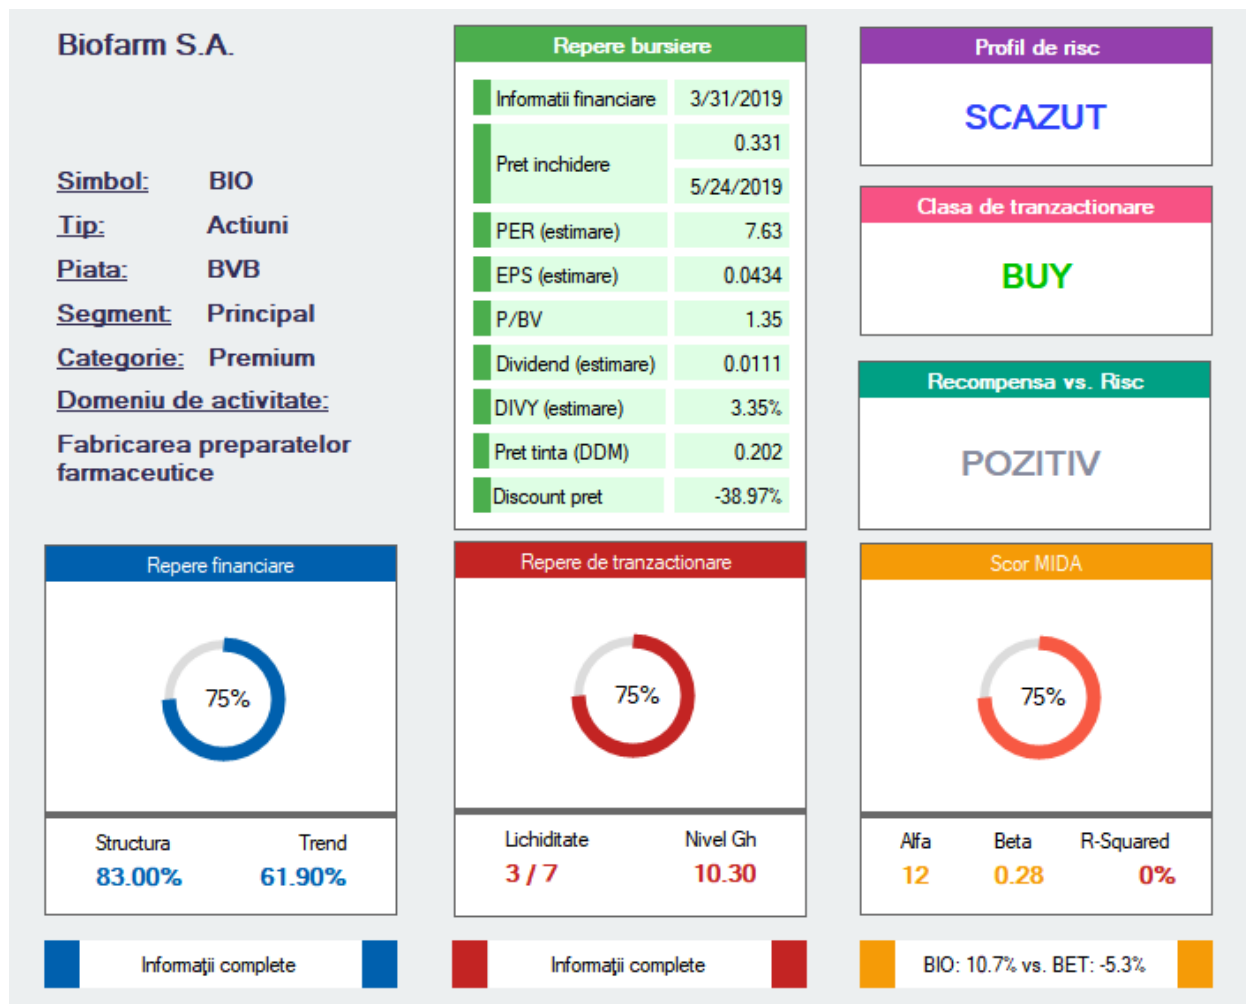 Biofarm S.A.
Simbol: BIO
Tip: Actiuni
Piata: BVB
Segment: Principal
Categorie: Premium
Domeniu de activitate:
Fabricarea preparatelor
farmaceutice
Repere bursiere
Informatii financiare 3/31/2019
Pret inchidere 0.331
5/24/2019
PER (estimare) 7.63
EPS (estimare) 0.0434
P/BV 1.35
Dividend (estimare) 0.0111
DIVY (estimare) 3.35%
Pret tinta (DDM) 0.202
Discount pret -38.97%
Profil de risc
SCAZUT
Clasa de tranzactionare
BUY
Recompensa vs. Risc
POZITIV
Repere financiare
75%
Structura Trend
83.00% 61.90%
Informaţii complete
Repere de tranzactionare
75%
Lichiditate Nivel Gh
3 / 7 10.30
Informaţii complete
Scor MIDA
75%
Alfa Beta R-Squared
12 0.28 0%
BIO: 10.7% vs. BET: -5.3%